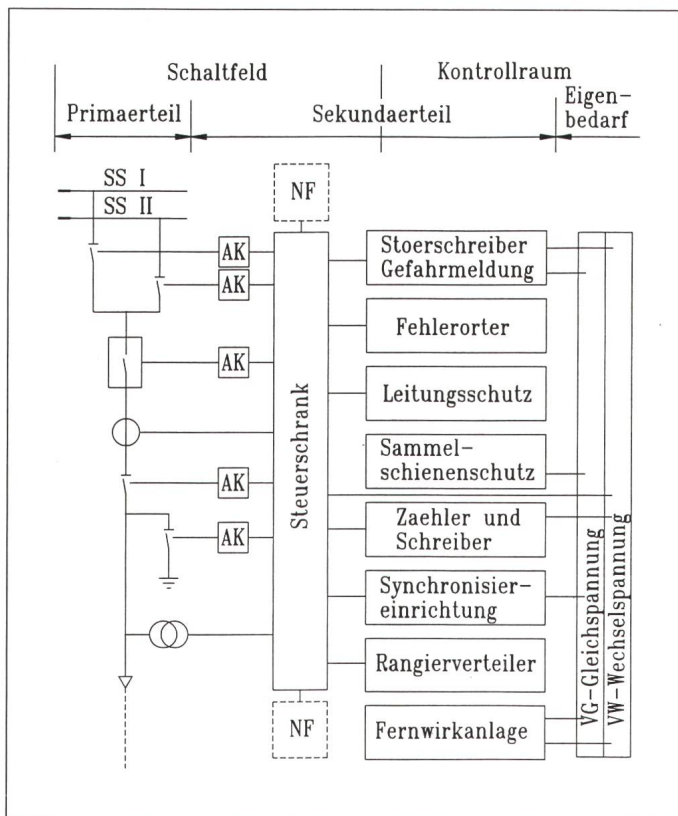 Schaltfeld
Kontrollraum
Primaerteil
Sekundaerteil
Eigen-
bedarf
SS I
SS II
NF
AK
AK
AK
AK
AK
Steuerschrank
NF
Stoerschreiber
Gefahrmeldung
Fehlerorter
Leitungsschutz
Sammel-
schienenschutz
Zaehler und
Schreiber
Synchronisier-
einrichtung
Rangierverteiler
Fernwirkanlage
VG-Gleichspannung
VW-Wechselspannung